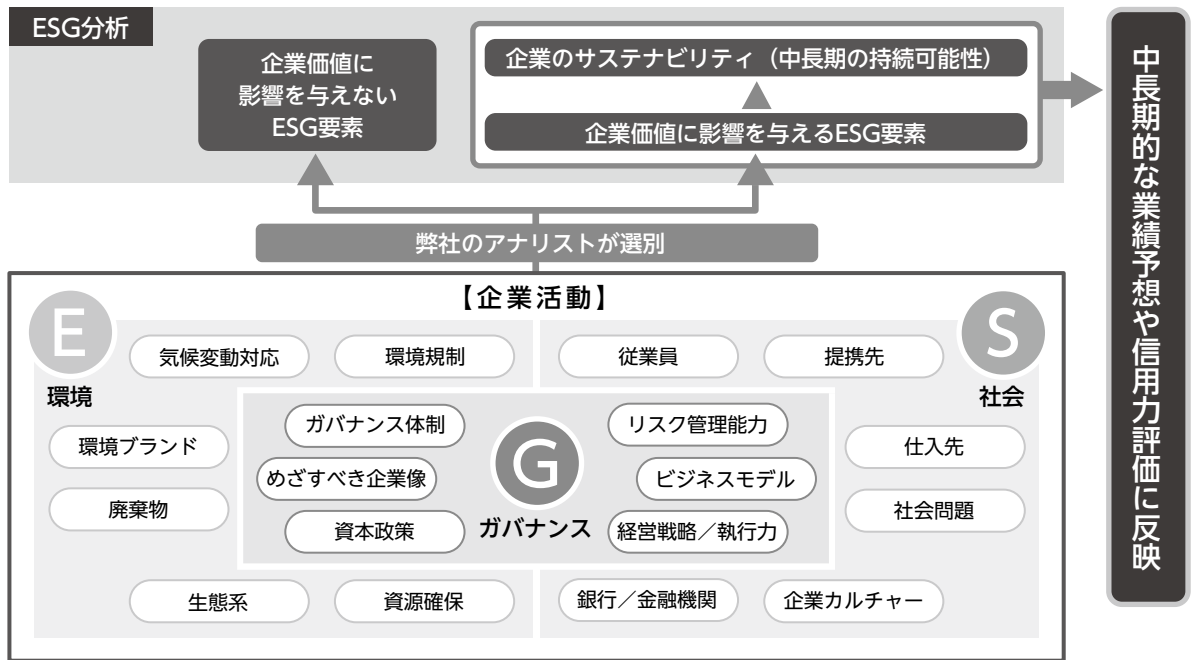 ESG分析
企業価値に
影響を与えない
ESG要素
企業のサステナビリティ（中長期の持続可能性）
企業価値に影響を与えるESG要素
中長期的な業績予想や信用力評価に反映
弊社のアナリストが選別
【企業活動】
E
環境
S
社会
気候変動対応
環境規制
従業員
提携先
環境ブランド
廃棄物
ガバナンス体制
めざすべき企業像
資本政策
G
ガバナンス
リスク管理能力
ビジネスモデル
経営戦略／執行力
仕入先
社会問題
生態系
資源確保
銀行／金融機関
企業カルチャー